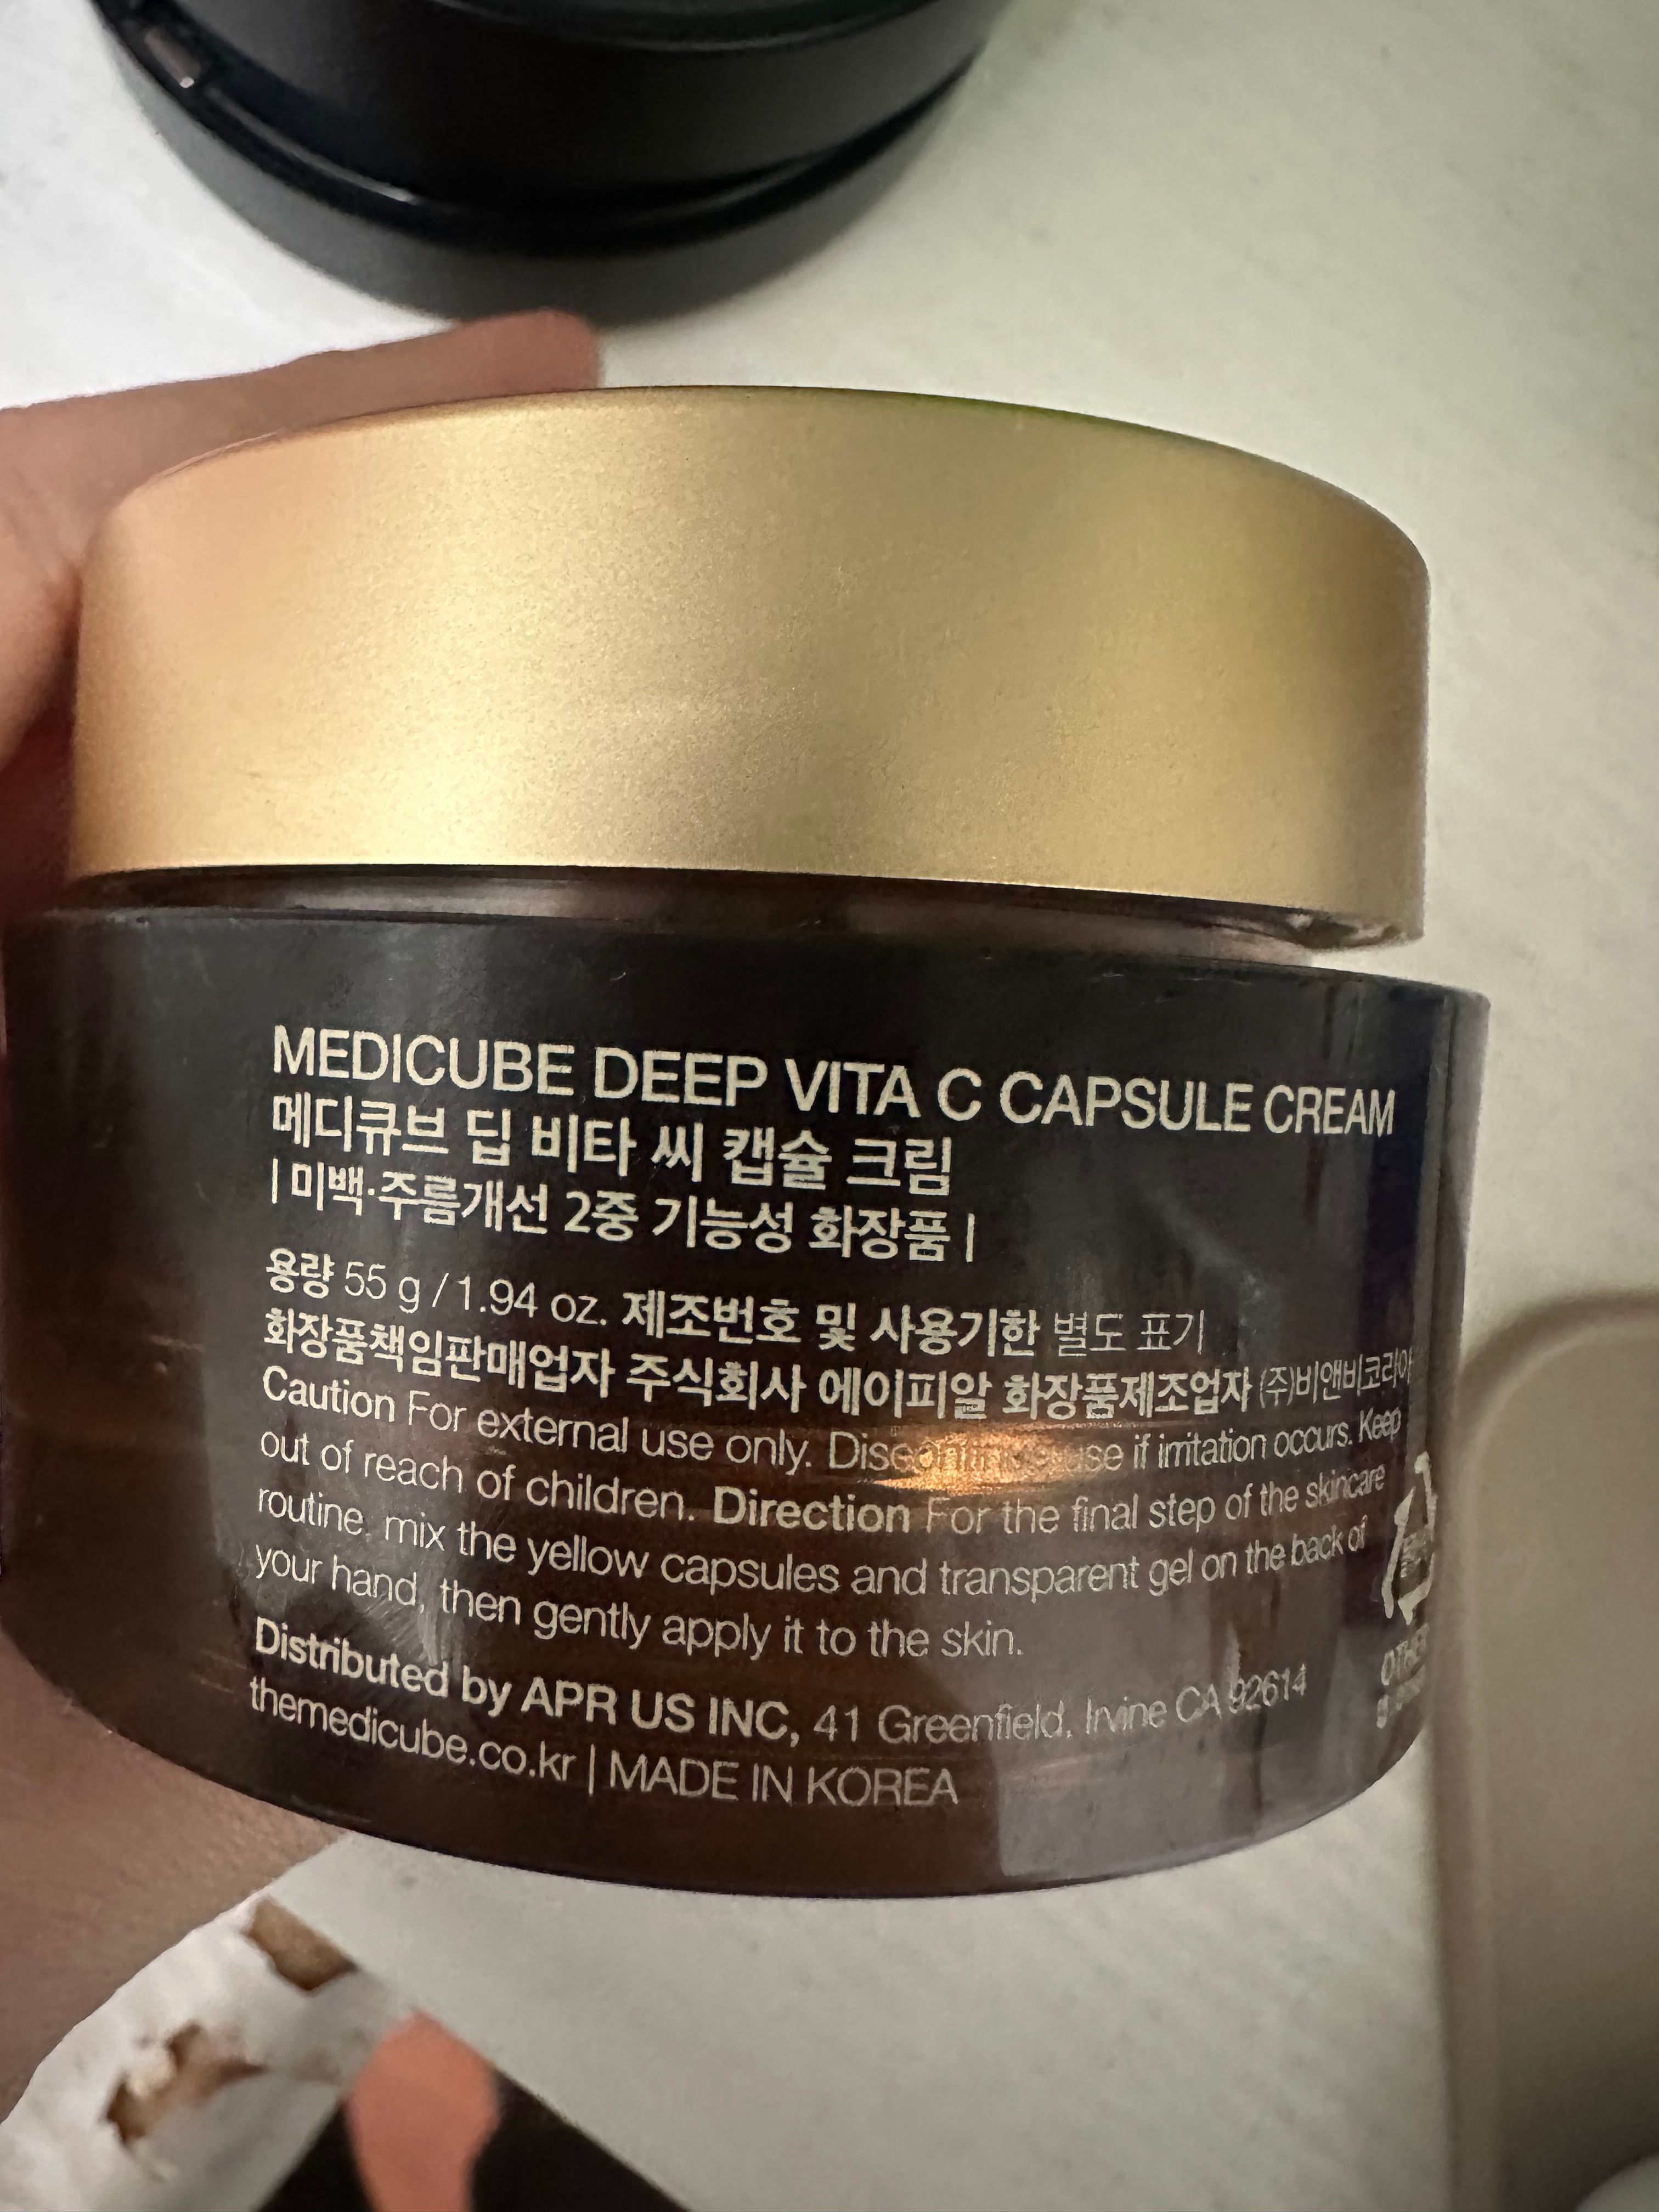 MEDICUBE DEEP VITA C CAPSULE CREAM
메디큐브 딥 비타 씨 캡슐 크림
| 미백·주름개선 2중 기능성 화장품 |
용량 55 g / 1.94 oz. 제조번호 및 사용기한 별도 표기
화장품책임판매업자 주식회사 에이피알 화장품제조업자 (주)비앤비코리아
Caution For external use only. Discontinue use if irritation occurs. Keep
out of reach of children. Direction For the final step of the skincare
routine, mix the yellow capsules and transparent gel on the back of
your hand, then gently apply it to the skin.
Distributed by APR US INC, 41 Greenfield, Irvine CA 92614
themedicube.co.kr | MADE IN KOREA
OTHER